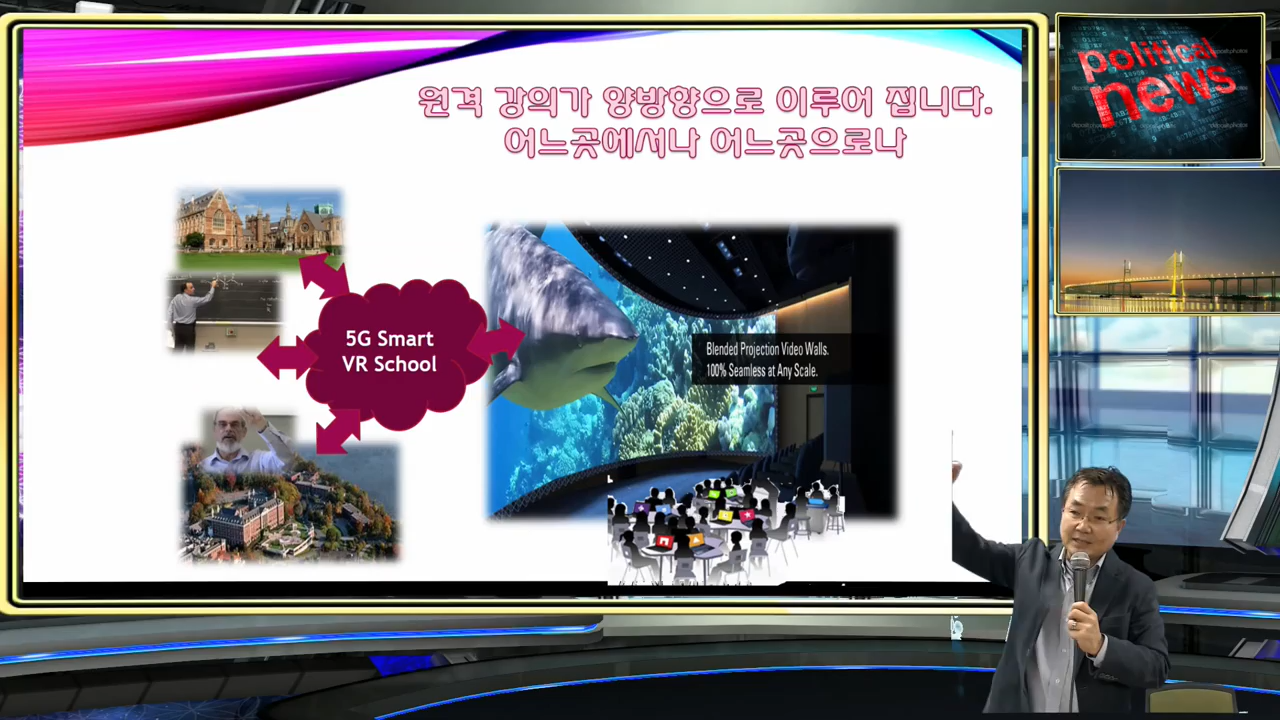 원격 강의가 양방향으로 이루어 집니다.
어느곳에서나 어느곳으로나
5G Smart
VR School
Blended Projection Video Walls.
100% Seamless at Any Scale.
political
news